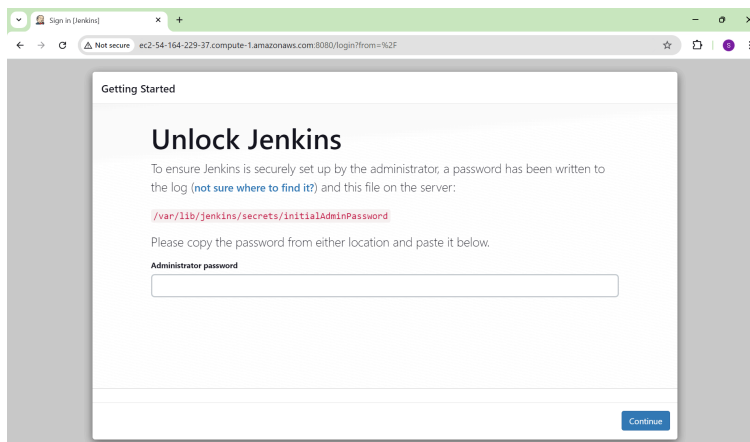 Sign in [Jenkins]
Not secure ec2-54-164-229-37.compute-1.amazonaws.com:8080/login?from=%2F
S
Getting Started
Unlock Jenkins
To ensure Jenkins is securely set up by the administrator, a password has been written to
the log (not sure where to find it?) and this file on the server:
/var/lib/jenkins/secrets/initialAdminPassword
Please copy the password from either location and paste it below.
Administrator password
Continue